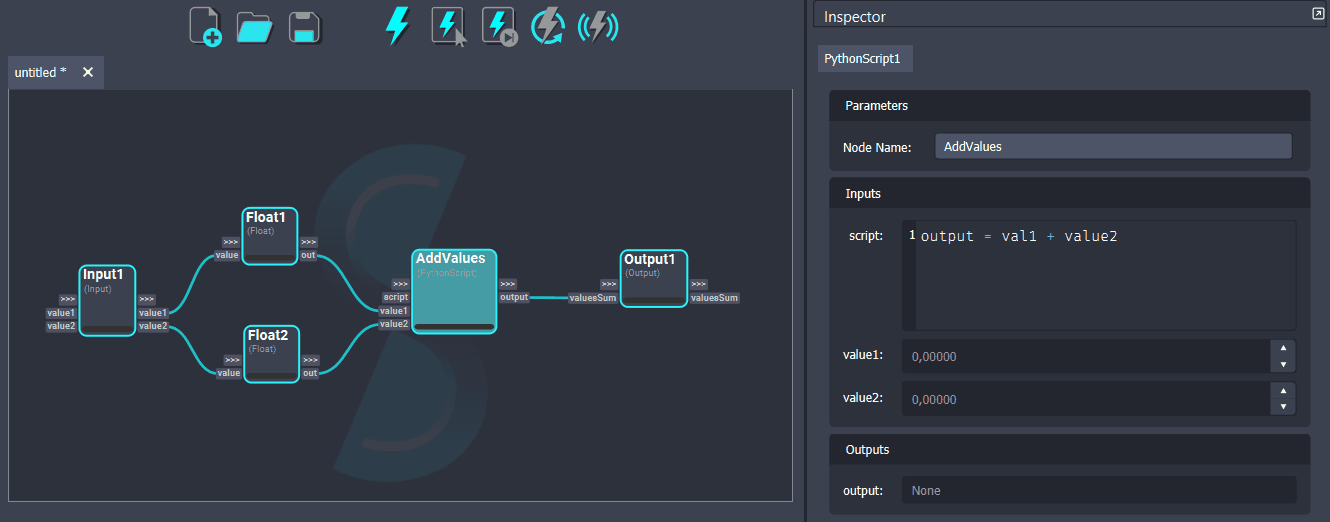 untitled *
Float1
(Float)
>>>
>>>
value
out
Input1
(Input)
>>>
>>>
value1
value1
value2
value2
Float2
(Float)
>>>
>>>
value
out
AddValues
(PythonScript)
>>>
>>>
script
output
value1
value2
Output1
(Output)
>>>
>>>
valuesSum
valuesSum
Inspector
PythonScript1
Parameters
Node Name:
AddValues
Inputs
script:
1 output = val1 + value2
value1:
0,00000
value2:
0,00000
Outputs
output:
None